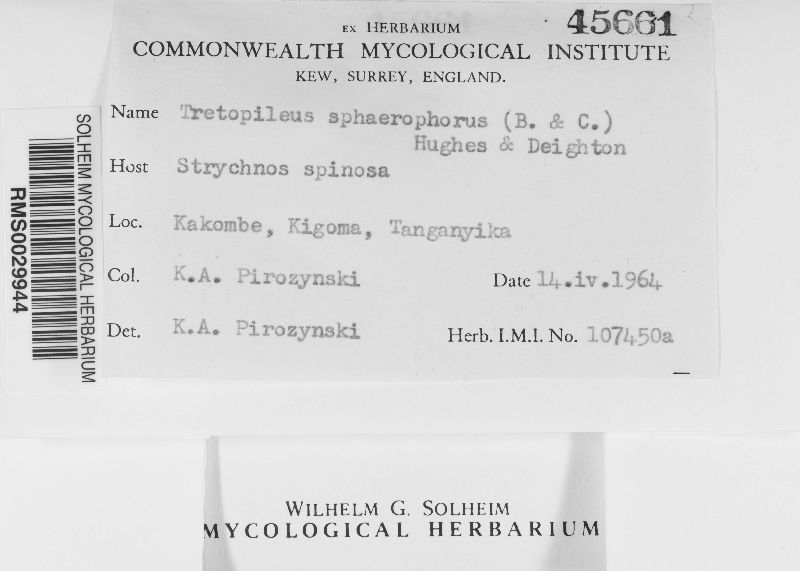 45661
EX HERBARIUM
COMMONWEALTH MYCOLOGICAL INSTITUTE
KEW, SURREY, ENGLAND.
Name Tretopileus sphaerophorus (B. & C.)
Hughes & Deighton
Host Strychnos spinosa
Loc. Kakombe, Kigoma, Tanganyika
Col. K.A. Pirozynski Date 14.iv.1964
Det. K.A. Pirozynski Herb. I.M.I. No. 107450a
SOLHEIM MYCOLOGICAL HERBARIUM
RMS0029944
WILHELM G. SOLHEIM
MYCOLOGICAL HERBARIUM